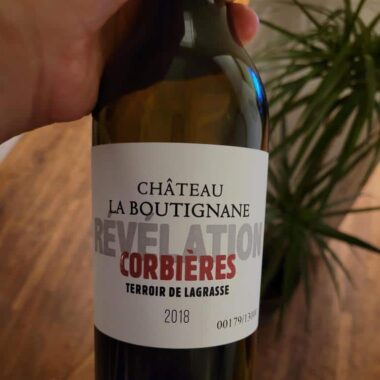 CHÂTEAU
LA BOUTIGNANE
RÉVÉLATION
CORBIÈRES
TERROIR DE LAGRASSE
2018